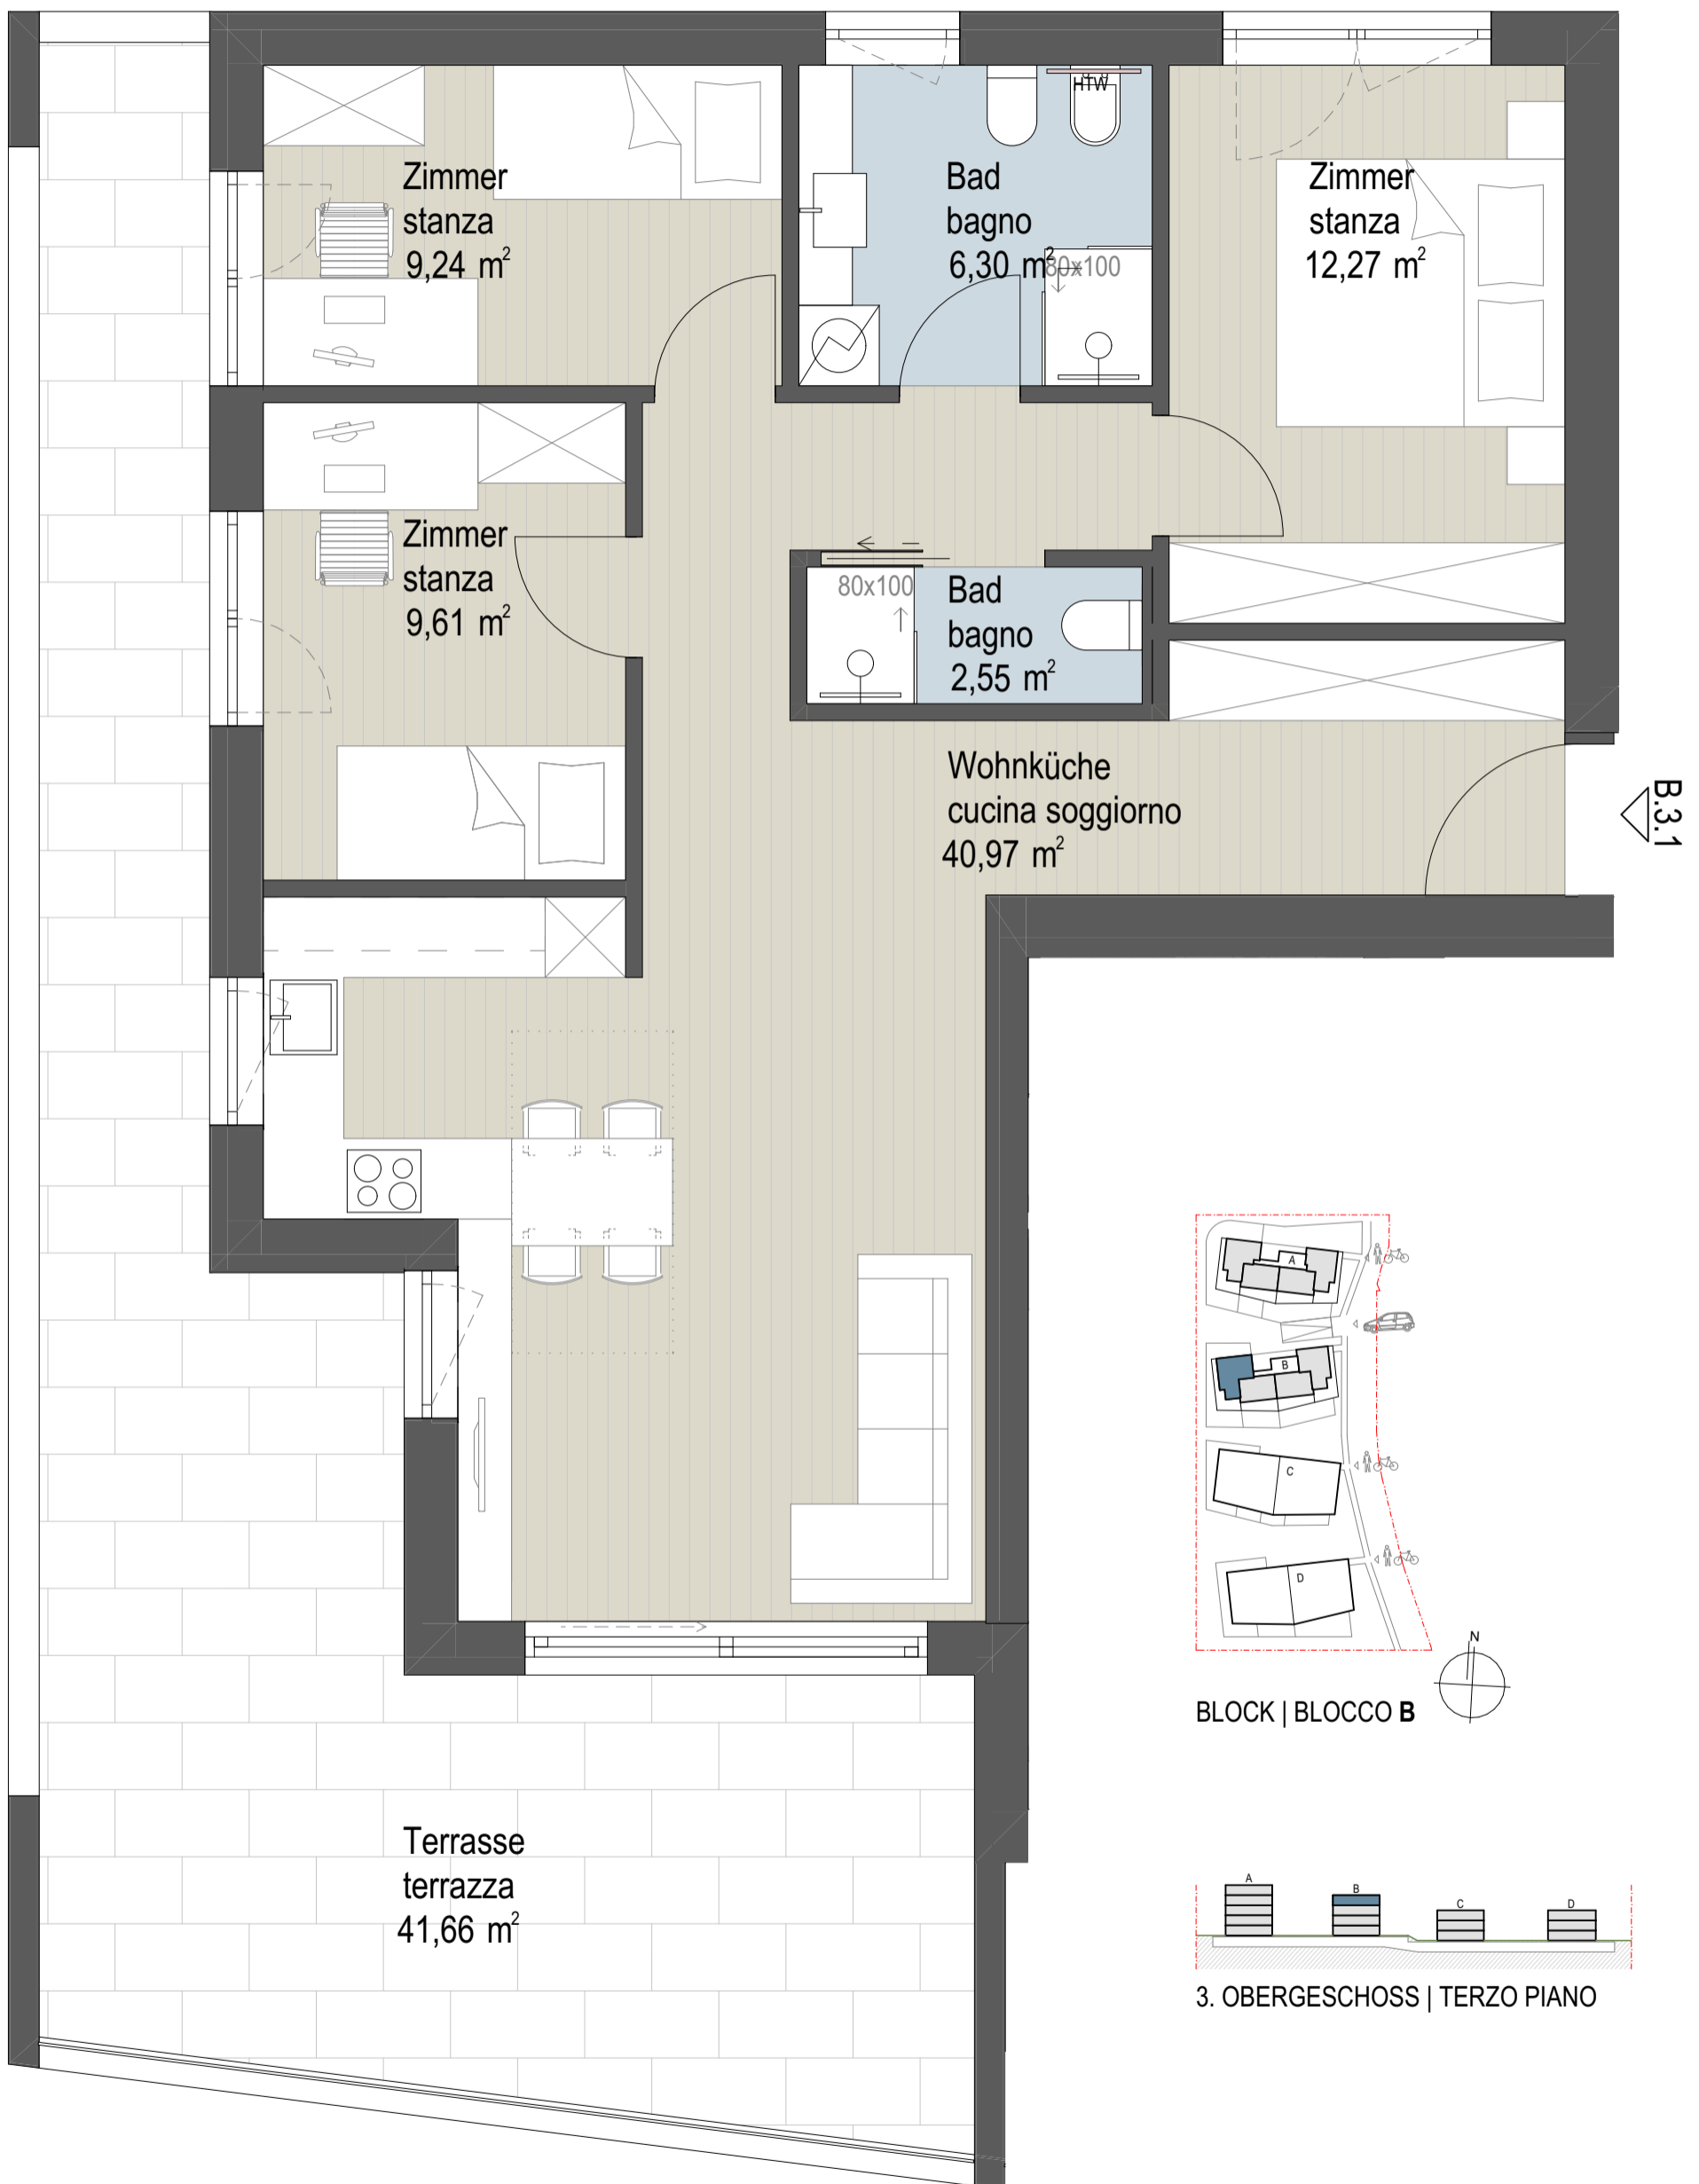 Zimmer
stanza
9,24 m²
Bad
bagno
6,30 m²
HTW
80x100
Zimmer
stanza
12,27 m²
Zimmer
stanza
9,61 m²
80x100
Bad
bagno
2,55 m²
Wohnküche
cucina soggiorno
40,97 m²
B.3.1
A
B
C
D
N
BLOCK | BLOCCO B
Terrasse
terrazza
41,66 m²
A
B
C
D
3. OBERGESCHOSS | TERZO PIANO